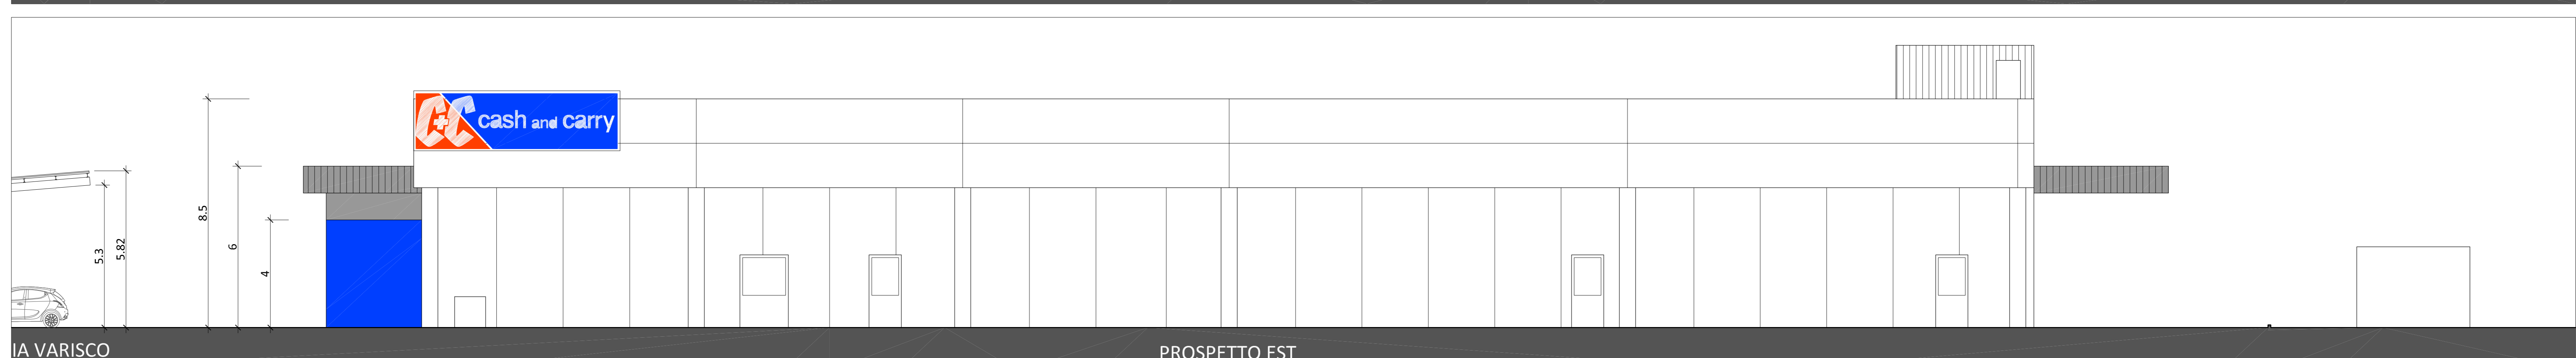 C+C cash and carry
8.5
5.3
5.82
6
4
IA VARISCO
PROSPETTO EST